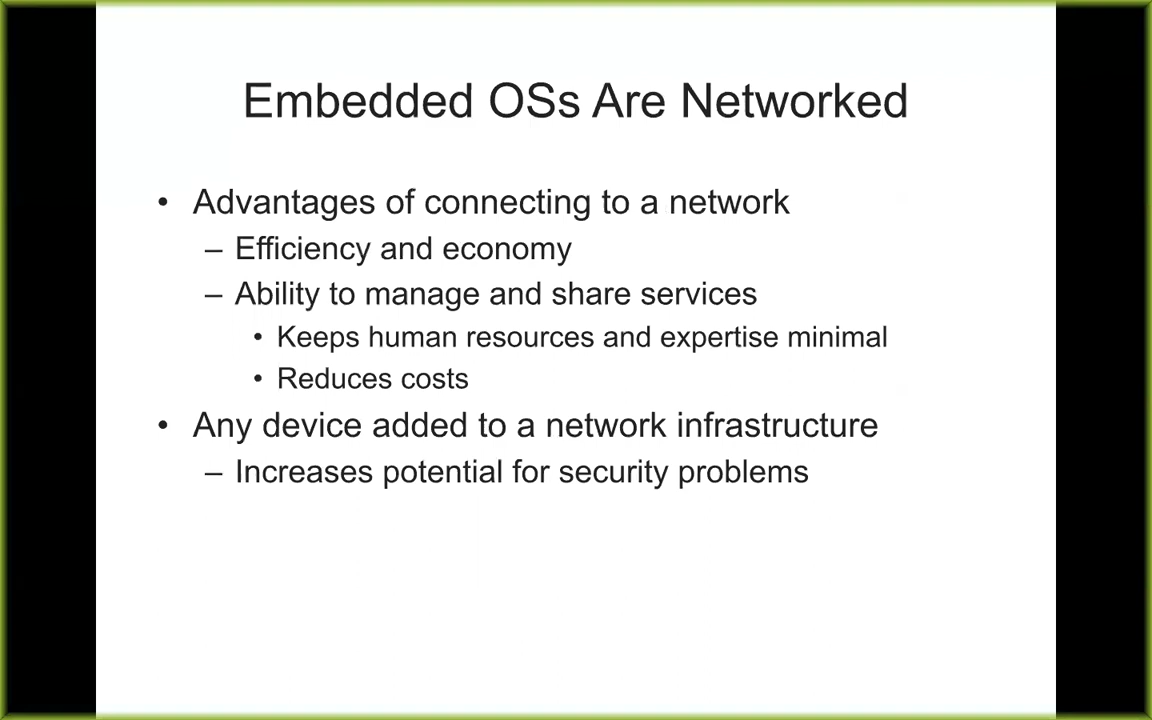 Embedded OSs Are Networked
• Advantages of connecting to a network
– Efficiency and economy
– Ability to manage and share services
• Keeps human resources and expertise minimal
• Reduces costs
• Any device added to a network infrastructure
– Increases potential for security problems